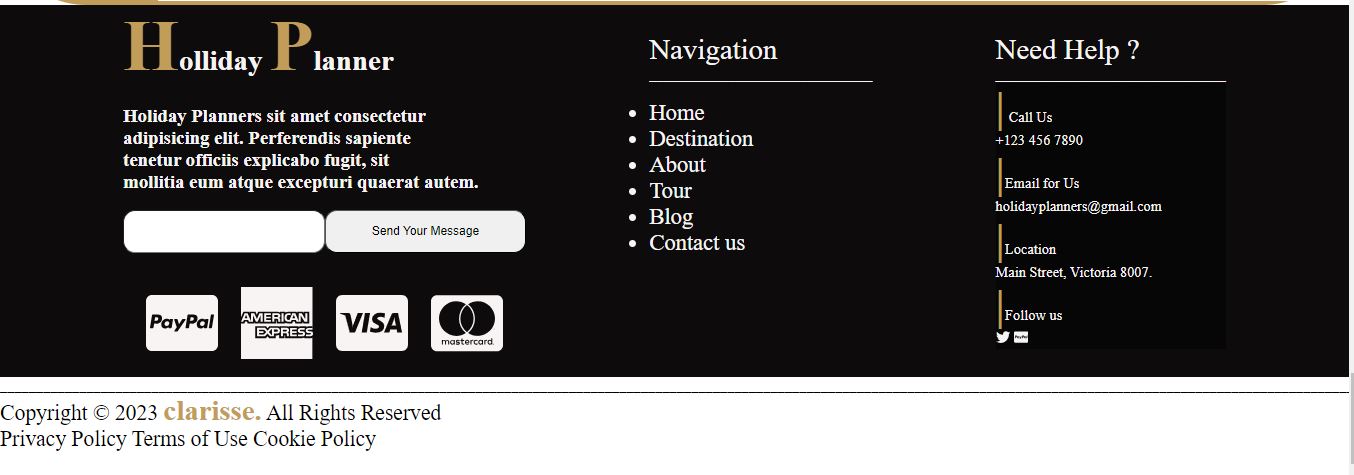 Holliday Planner
Holiday Planners sit amet consectetur
adipisicing elit. Perferendis sapiente
tenetur officiis explicabo fugit, sit
mollitia eum atque excepturi quaerat autem.
Send Your Message
PayPal
AMERICAN
EXPRESS
VISA
mastercard.
Navigation
Home
Destination
About
Tour
Blog
Contact us
Need Help ?
Call Us
+123 456 7890
Email for Us
holidayplanners@gmail.com
Location
Main Street, Victoria 8007.
Follow us
PayPal
Copyright © 2023 clarisse. All Rights Reserved
Privacy Policy Terms of Use Cookie Policy